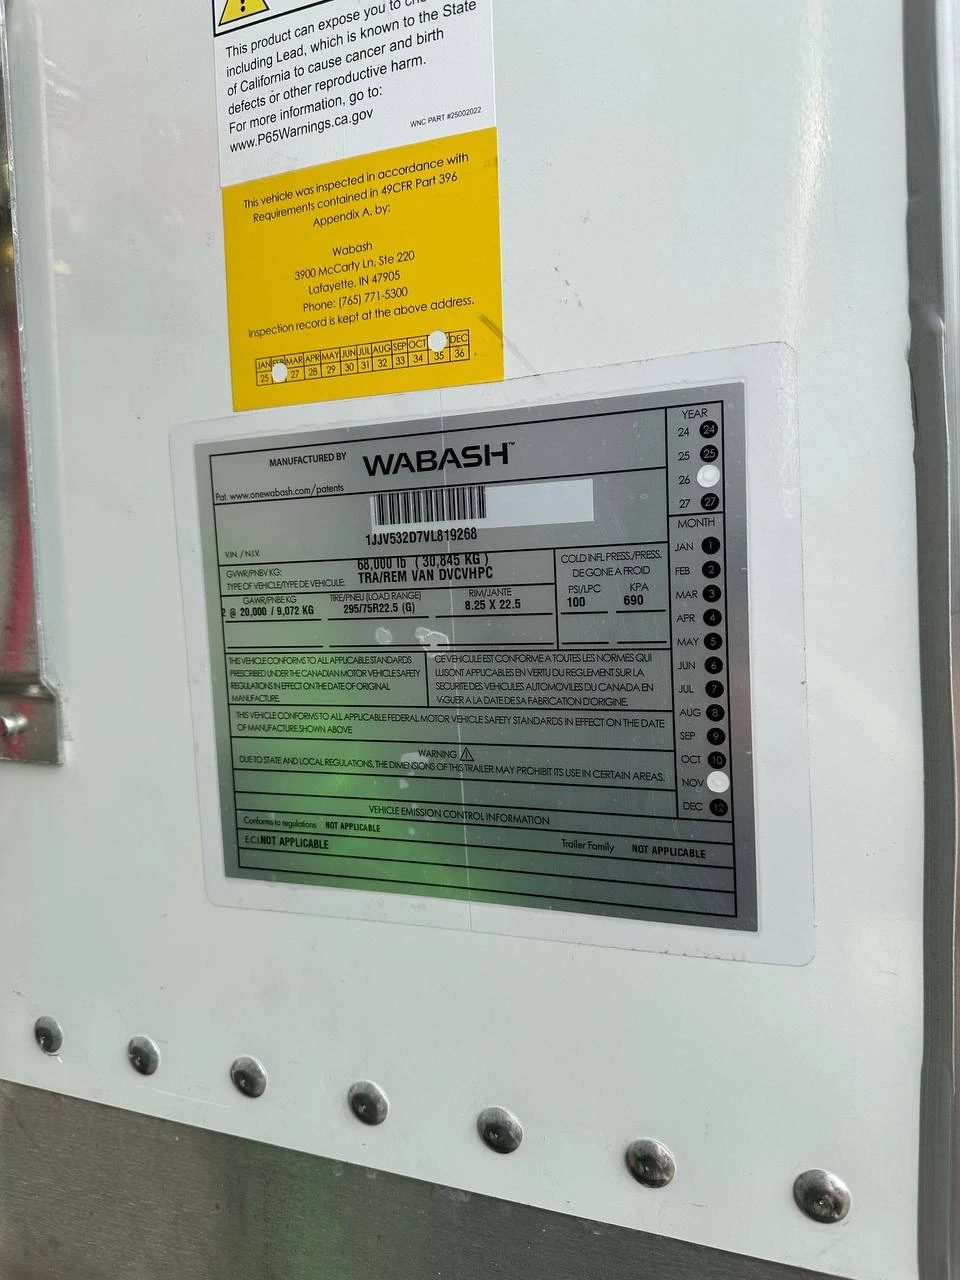 This product can expose you to
including Lead, which is known to the State
of California to cause cancer and birth
defects or other reproductive harm.
For more information, go to:
www.P65Warnings.ca.gov
WNC PART #25002022
This vehicle was inspected in accordance with
Requirements contained in 49CFR Part 396
Appendix A. by:
Wabash
3900 McCarty Ln, Ste 220
Lafayette, IN 47905
Phone: (765) 771-5300
Inspection record is kept at the above address.
JAN FEB MAR APR MAY JUN JUL AUG SEP OCT DEC
25 27 28 29 30 31 32 33 34 35 36
MANUFACTURED BY WABASH™
Pat. www.onewabash.com/patents
1JJV532D7VL819268
V.I.N. / N.I.V.
GVWR/PNBV KG: 68,000 lb ( 30,845 KG )
TYPE OF VEHICLE/TYPE DE VEHICULE: TRA/REM VAN DVCVHPC
GAWR/PNBE KG TIRE/PNEU (LOAD RANGE) RIM/JANTE
2 @ 20,000 / 9,072 KG 295/75R22.5 (G) 8.25 X 22.5
COLD INFL PRESS./PRESS.
DE GONE A FROID
PSI/LPC KPA
100 690
THIS VEHICLE CONFORMS TO ALL APPLICABLE STANDARDS
PRESCRIBED UNDER THE CANADIAN MOTOR VEHICLE SAFETY
REGULATIONS IN EFFECT ON THE DATE OF ORIGINAL
MANUFACTURE.
CE VEHICULE EST CONFORME A TOUTES LES NORMES QUI
LUI SONT APPLICABLES EN VERTU DU REGLEMENT SUR LA
SECURITE DES VEHICULES AUTOMOVILES DU CANADA EN
VIGUER A LA DATE DE SA FABRICATION D'ORIGINE.
THIS VEHICLE CONFORMS TO ALL APPLICABLE FEDERAL MOTOR VEHICLE SAFETY STANDARDS IN EFFECT ON THE DATE
OF MANUFACTURE SHOWN ABOVE
WARNING
DUE TO STATE AND LOCAL REGULATIONS, THE DIMENSIONS OF THIS TRAILER MAY PROHIBIT ITS USE IN CERTAIN AREAS.
VEHICLE EMISSION CONTROL INFORMATION
Conforms to regulations NOT APPLICABLE
E.C.I. NOT APPLICABLE
Trailer Family NOT APPLICABLE
YEAR
24 24
25 25
26
27 27
MONTH
JAN 1
FEB 2
MAR 3
APR 4
MAY 5
JUN 6
JUL 7
AUG 8
SEP 9
OCT 10
NOV
DEC 12